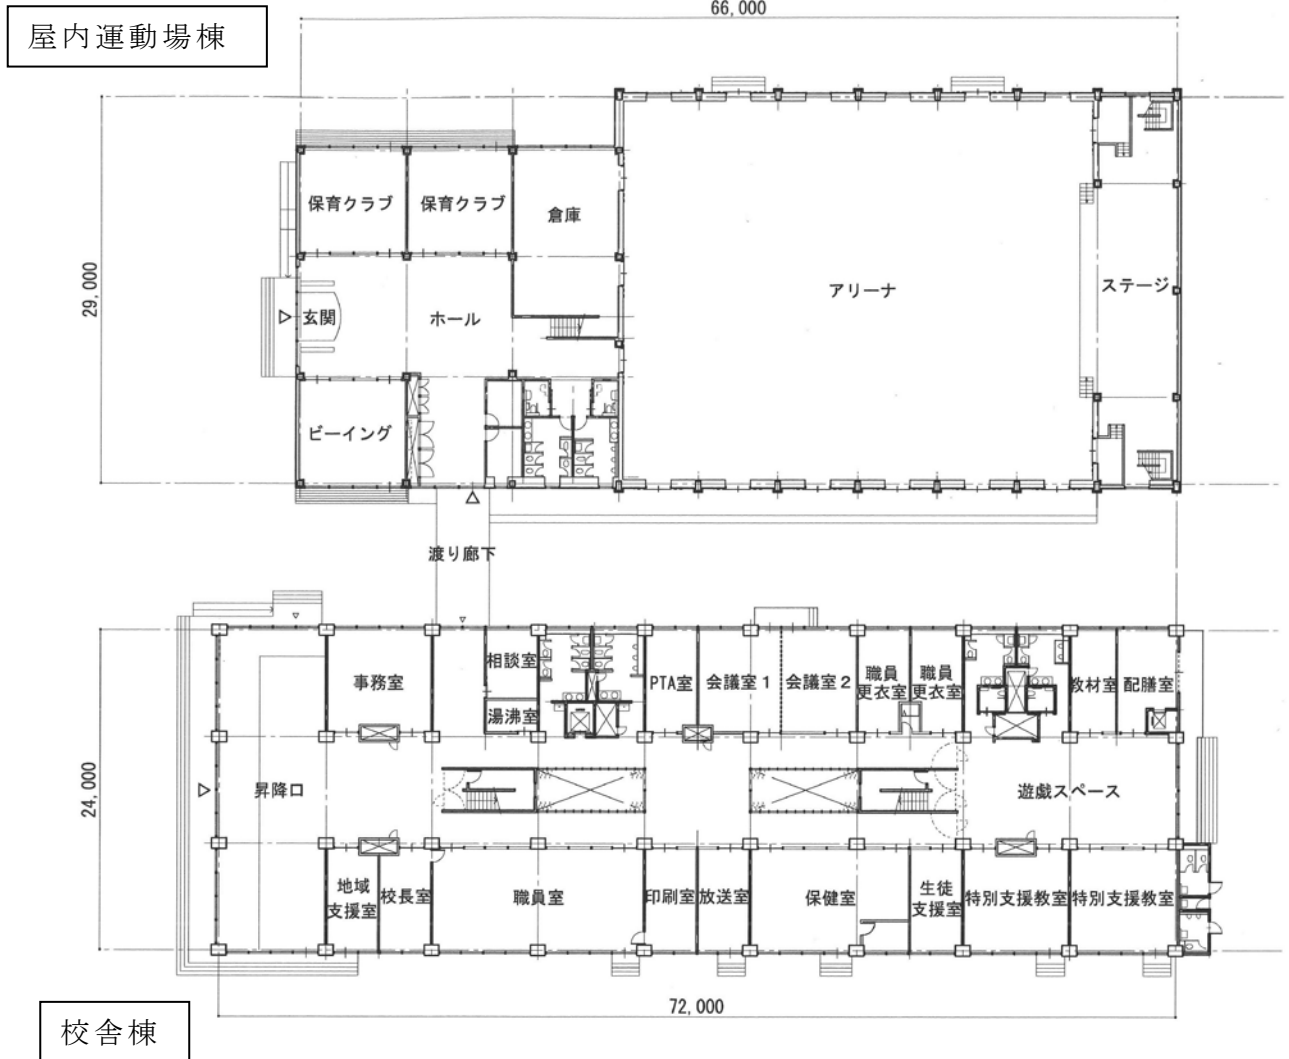 屋内運動場棟
66,000
29,000
保育クラブ
保育クラブ
倉庫
アリーナ
ステージ
玄関
ホール
ビーイング
渡り廊下
24,000
事務室
相談室
湯沸室
PTA室
会議室1
会議室2
職員
更衣室
職員
更衣室
教材室
配膳室
昇降口
遊戯スペース
地域
支援室
校長室
職員室
印刷室
放送室
保健室
生徒
支援室
特別支援教室
特別支援教室
72,000
校舎棟